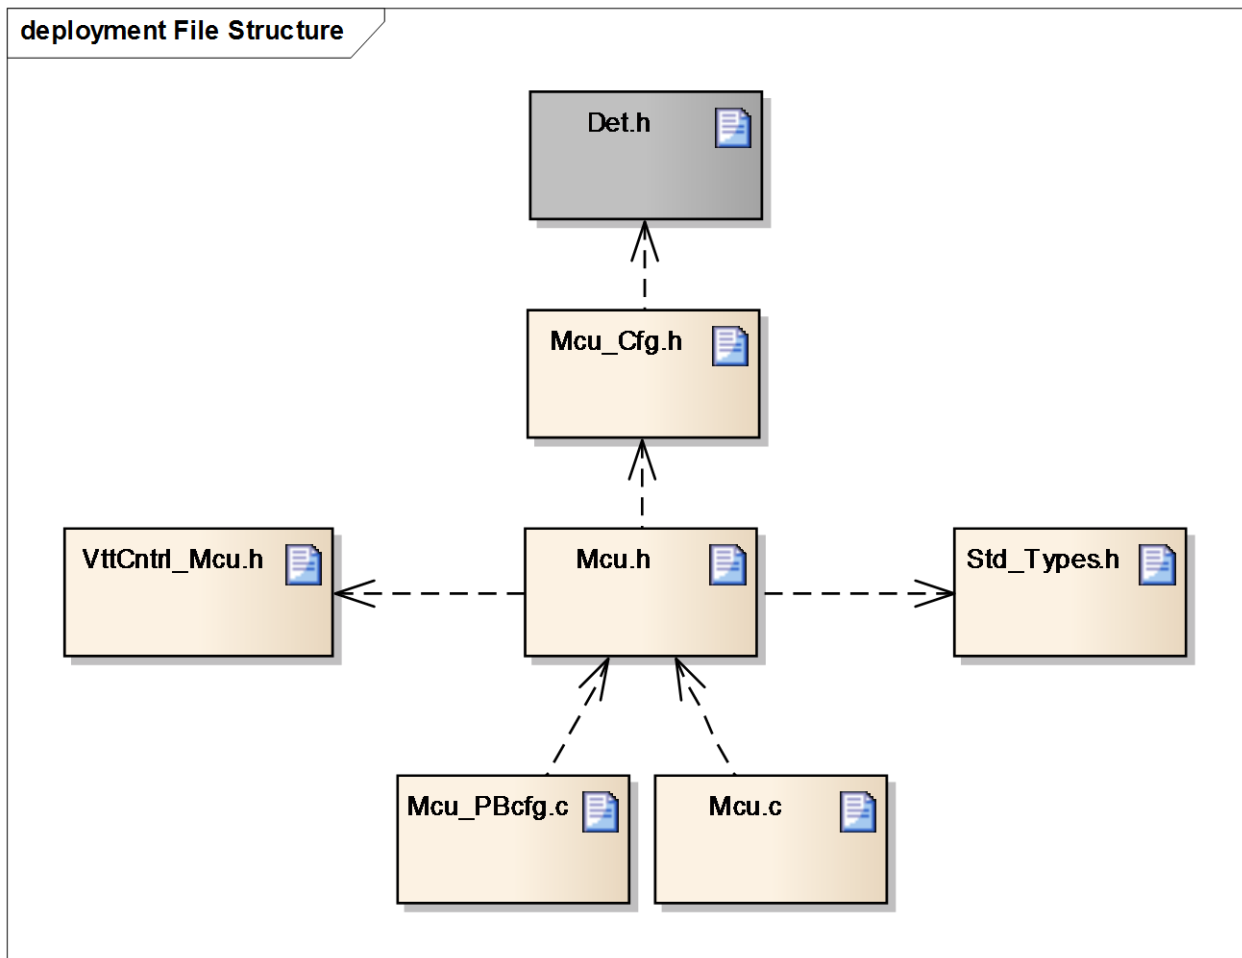 deployment File Structure
Det.h
Mcu_Cfg.h
VttCntrl_Mcu.h
Mcu.h
Std_Types.h
Mcu_PBcfg.c
Mcu.c